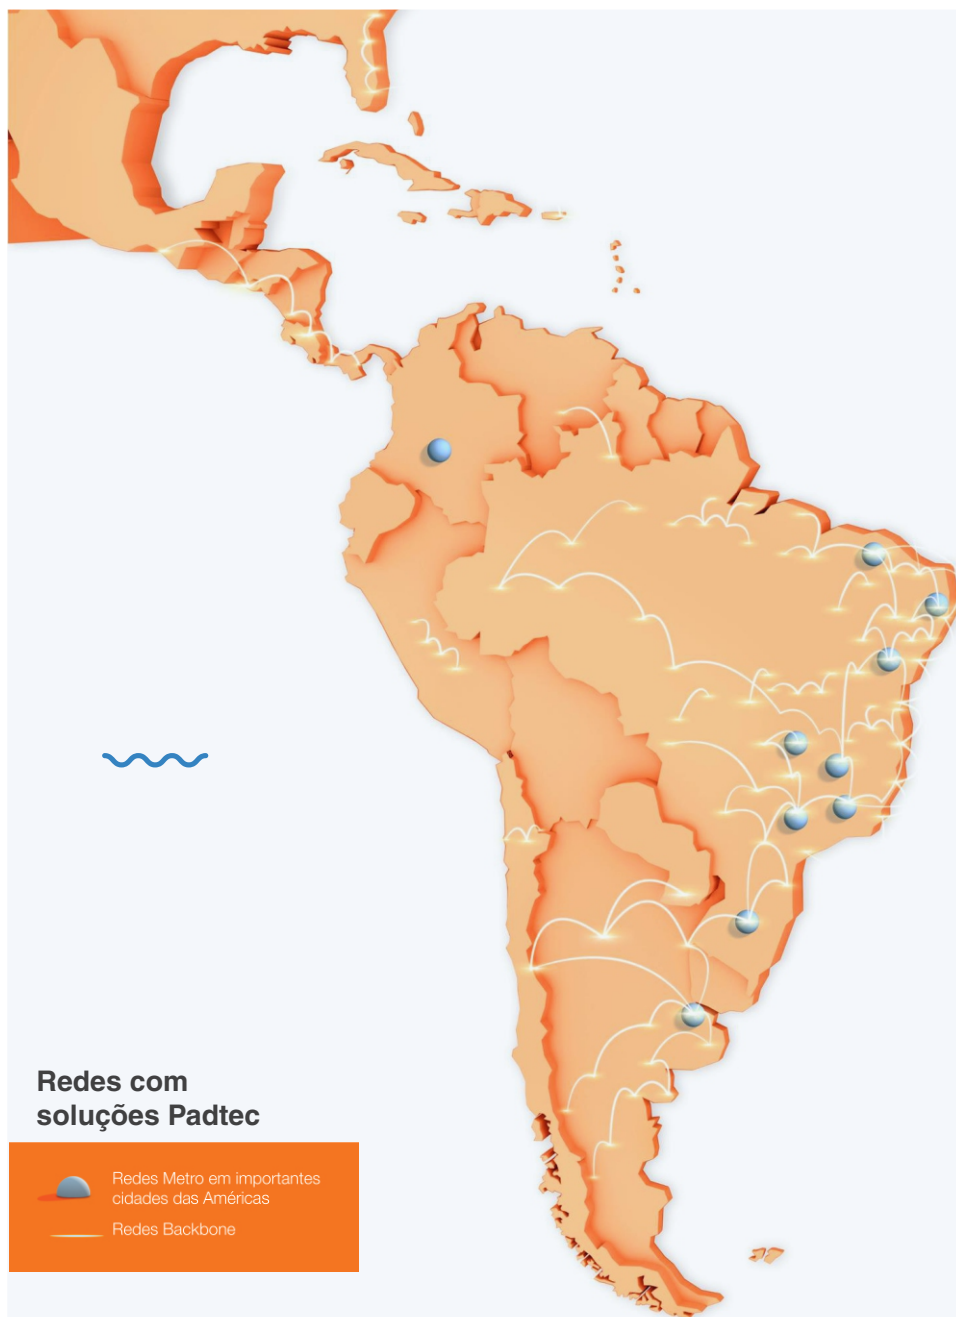 Redes com
soluções Padtec
Redes Metro em importantes
cidades das Américas
Redes Backbone